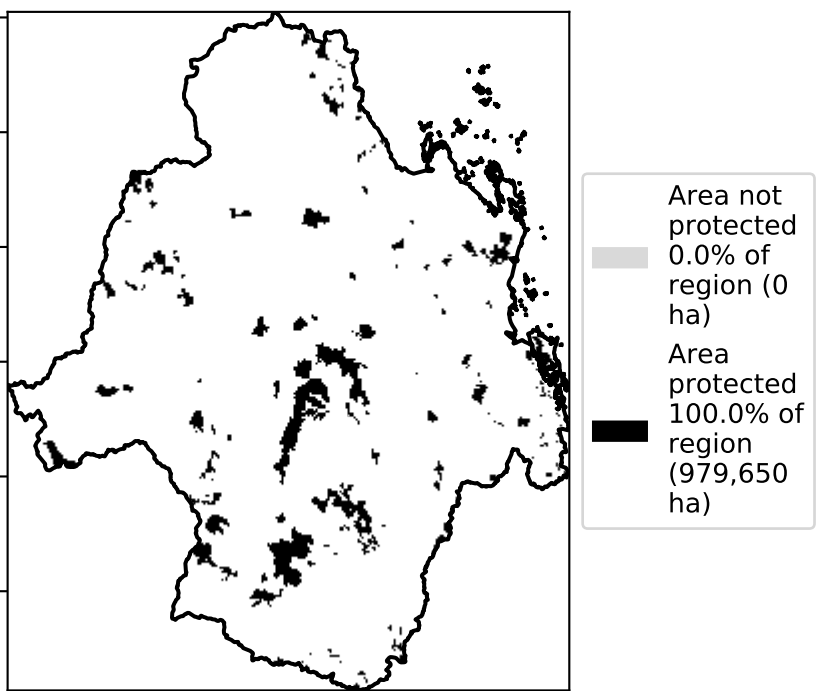 Area not
protected
0.0% of
region (0
ha)
Area
protected
100.0% of
region
(979,650
ha)